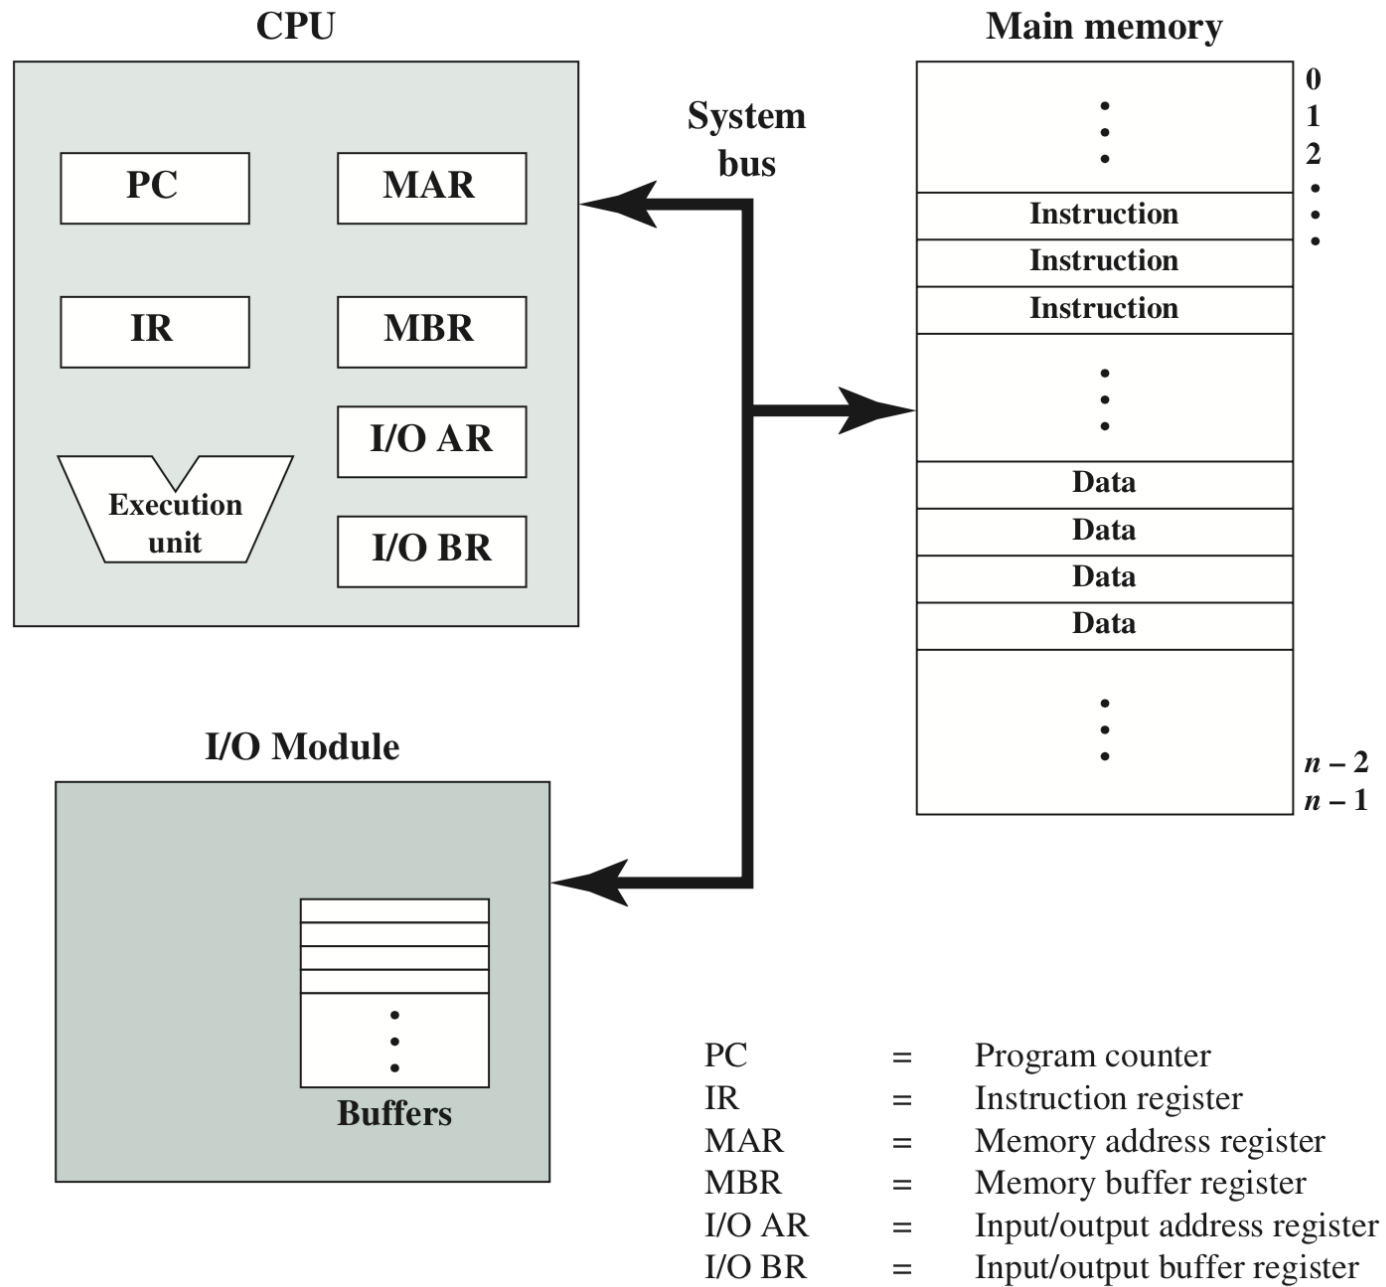 CPU
PC
MAR
IR
MBR
I/O AR
I/O BR
Execution
unit
System
bus
Main memory
0
1
2
Instruction
Instruction
Instruction
Data
Data
Data
Data
n – 2
n – 1
I/O Module
Buffers
PC = Program counter
IR = Instruction register
MAR = Memory address register
MBR = Memory buffer register
I/O AR = Input/output address register
I/O BR = Input/output buffer register